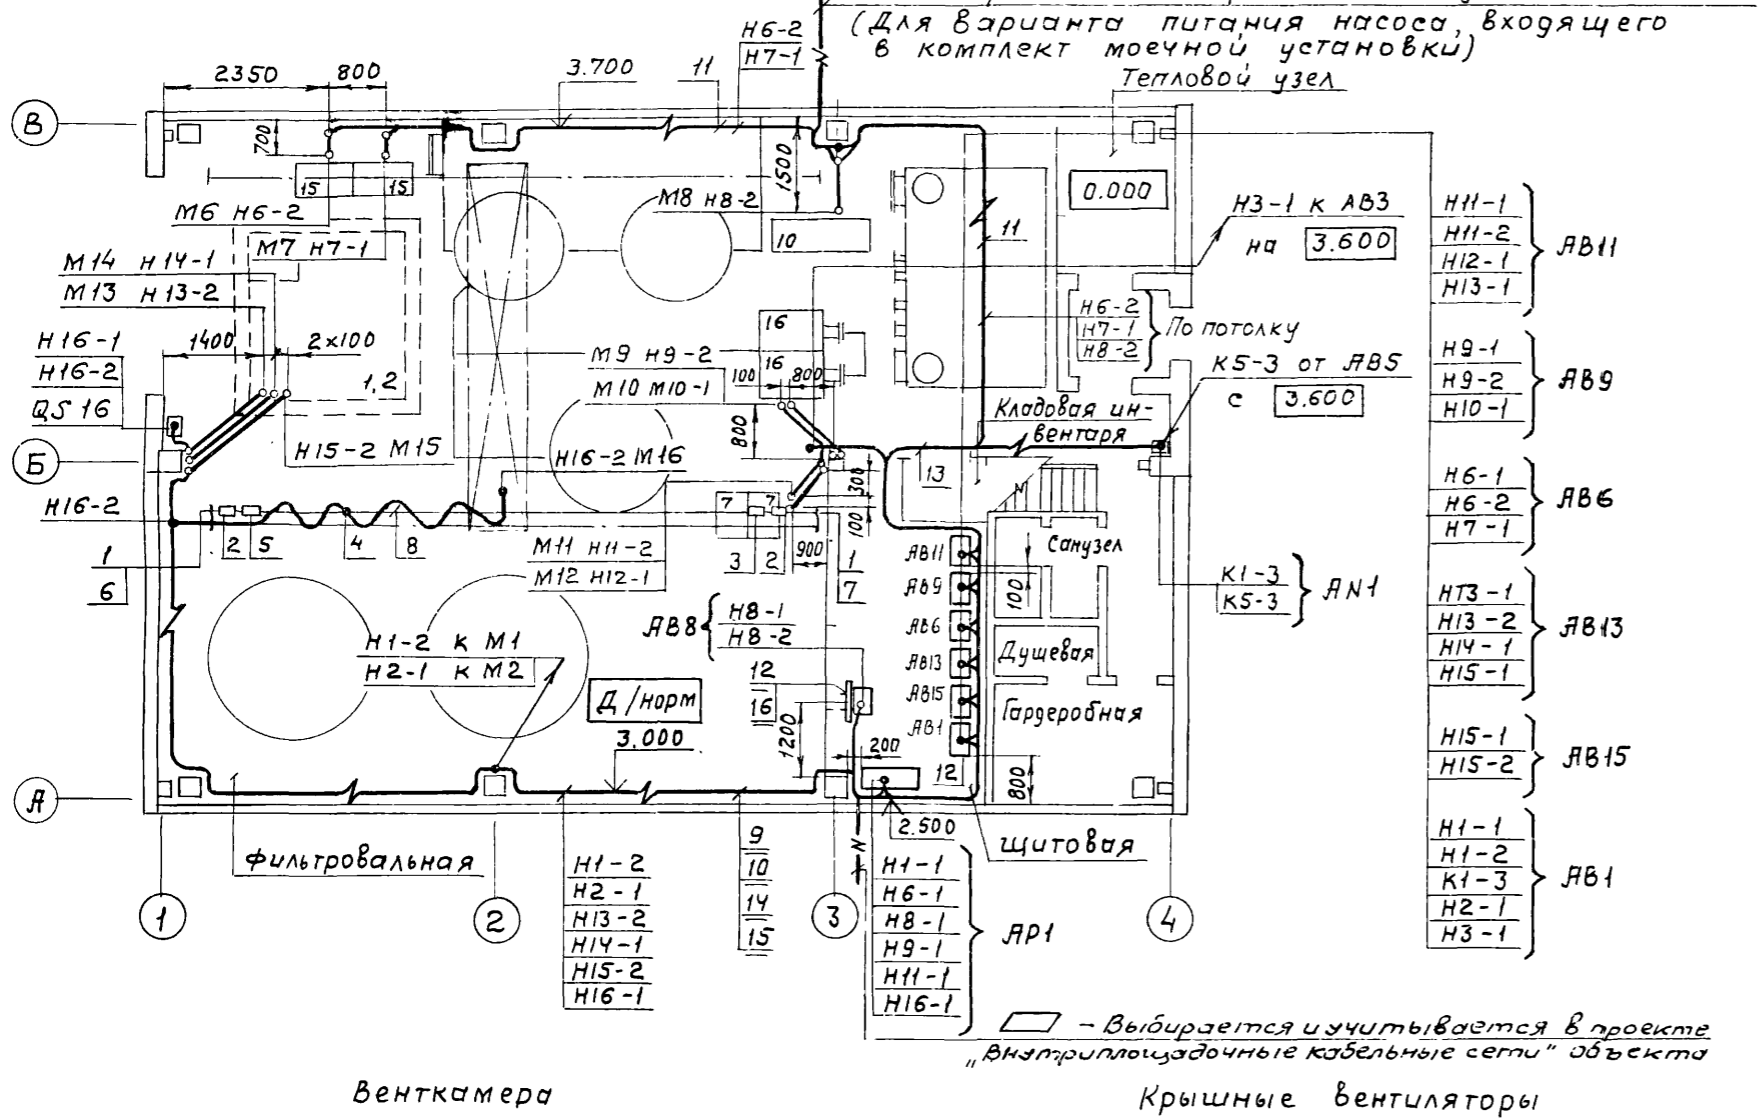 (Для варианта питания насоса, входящего
в комплект моечной установки)
Тепловой узел
Н6-2
Н7-1
2350
800
3.700
11
В
700
1500
15
15
М6 Н6-2
М7 Н7-1
М8 Н8-2
10
0.000
11
Н3-1 к АВ3
на 3.600
М14 Н14-1
М13 Н13-2
Н16-1
Н16-2
QS 16
1400
2х100
1,2
16
16
М9 Н9-2
М10 М10-1
100
800
800
Н6-2
Н7-1
Н8-2
По потолку
К5-3 от АВ5
с 3.600
Кладовая ин-
вентаря
Б
Н15-2 М15
Н16-2 М16
300
100
13
Н16-2
1
6
2
5
4
8
7
7
3
2
900
1
7
М11 Н11-2
М12 Н12-1
АВ11
АВ9
АВ6
АВ13
АВ15
АВ1
Санузел
100
К1-3
К5-3
АN1
Н8-1
Н8-2
АВ8
Душевая
Гардеробная
Н1-2 к М1
Н2-1 к М2
12
16
Д/норм
3.000
1200
200
12
800
А
2.500
Щитовая
Фильтровальная
N
1
2
3
4
Н1-2
Н2-1
Н13-2
Н14-1
Н15-2
Н16-1
9
10
14
15
Н1-1
Н6-1
Н8-1
Н9-1
Н11-1
Н16-1
АР1
Н11-1
Н11-2
Н12-1
Н13-1
АВ11
Н9-1
Н9-2
Н10-1
АВ9
Н6-1
Н6-2
Н7-1
АВ6
НТ3-1
Н13-2
Н14-1
Н15-1
АВ13
Н15-1
Н15-2
АВ15
Н1-1
Н1-2
К1-3
Н2-1
Н3-1
АВ1
- Выбирается и учитывается в проекте
„Внутриплощадочные кабельные сети" объекта
Венткамера
Крышные вентиляторы